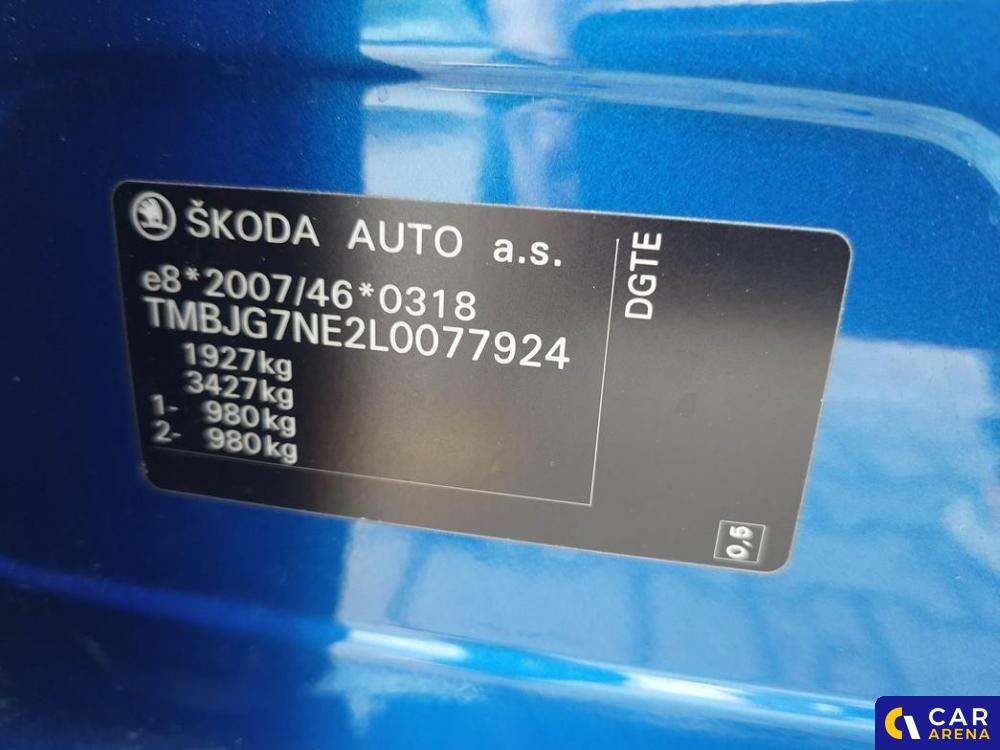 ŠKODA AUTO a.s.
e8*2007/46*0318
TMBJG7NE2L0077924
1927kg
3427kg
1- 980kg
2- 980kg
DGTE
0,5
CAR
ARENA